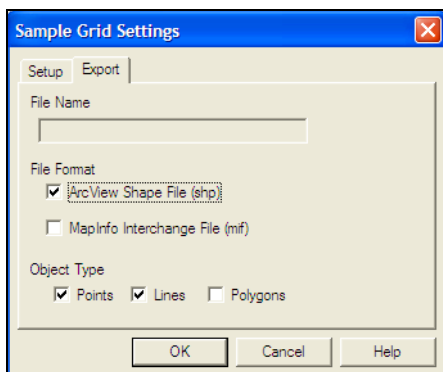 Sample Grid Settings
Setup Export
File Name
File Format
ArcView Shape File (shp)
MapInfo Interchange File (mif)
Object Type
Points Lines Polygons
OK Cancel Help